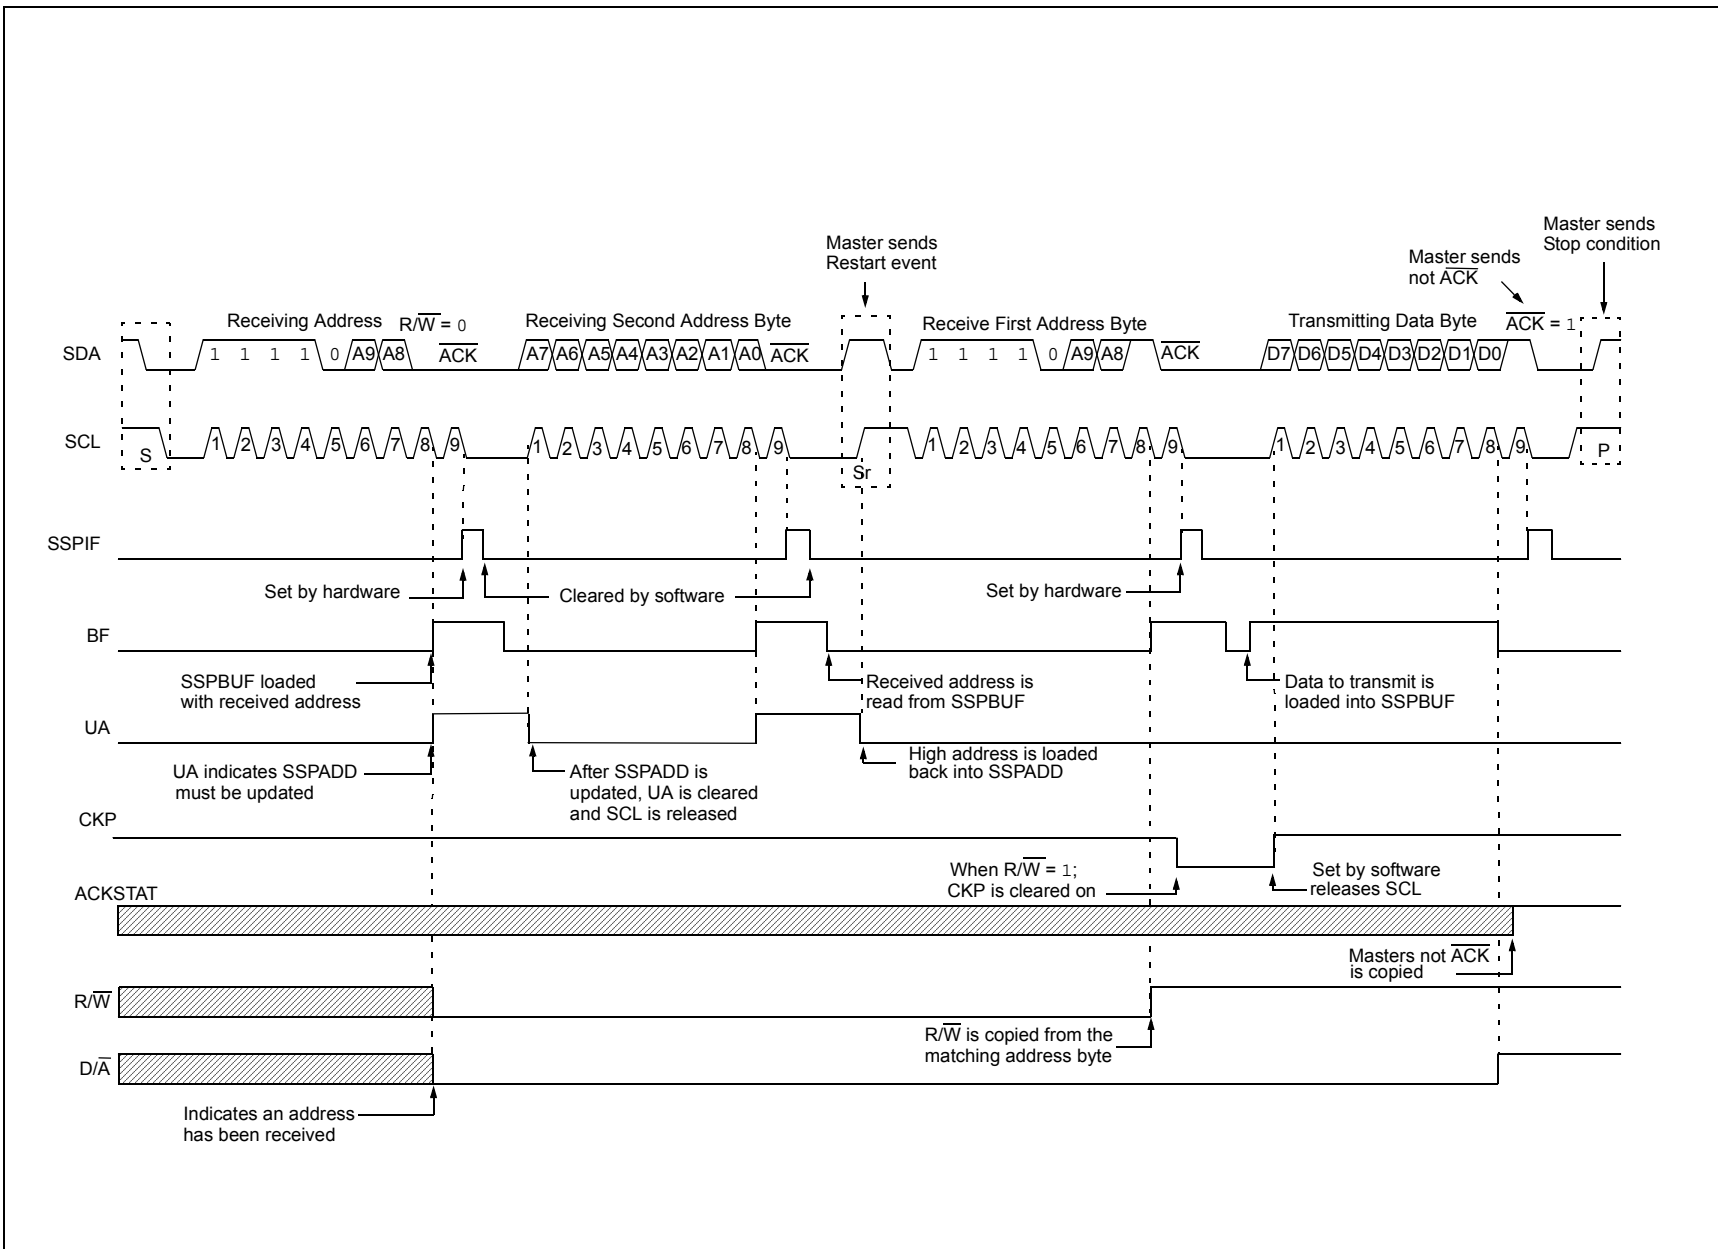 Master sends
Stop condition
Master sends
Restart event
Master sends
not A̅C̅K̅
Receiving Address R/W̅ = 0
Receiving Second Address Byte
Receive First Address Byte
Transmitting Data Byte
A̅C̅K̅ = 1
SDA
1 1 1 1 0 A9 A8 A̅C̅K̅
A7 A6 A5 A4 A3 A2 A1 A0 A̅C̅K̅
1 1 1 1 0 A9 A8 A̅C̅K̅
D7 D6 D5 D4 D3 D2 D1 D0
SCL
S
1 2 3 4 5 6 7 8 9
1 2 3 4 5 6 7 8 9
Sr
1 2 3 4 5 6 7 8 9
1 2 3 4 5 6 7 8 9
P
SSPIF
Set by hardware
Cleared by software
Set by hardware
BF
SSPBUF loaded
with received address
Received address is
read from SSPBUF
Data to transmit is
loaded into SSPBUF
UA
UA indicates SSPADD
must be updated
After SSPADD is
updated, UA is cleared
and SCL is released
High address is loaded
back into SSPADD
CKP
When R/W̅ = 1;
CKP is cleared on
Set by software
releases SCL
ACKSTAT
Masters not A̅C̅K̅
is copied
R/W̅
R/W̅ is copied from the
matching address byte
D/A̅
Indicates an address
has been received